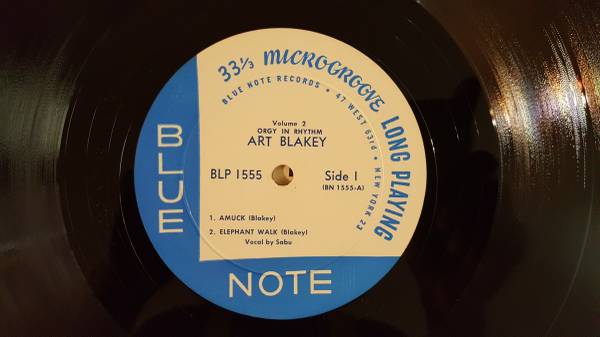 33⅓ MICROGROOVE LONG PLAYING
BLUE NOTE RECORDS • 47 WEST 63rd • NEW YORK 23
Volume 2
ORGY IN RHYTHM
ART BLAKEY
BLP 1555
Side 1
(BN 1555-A)
1. AMUCK (Blakey)
2. ELEPHANT WALK (Blakey)
Vocal by Sabu
BLUE
NOTE